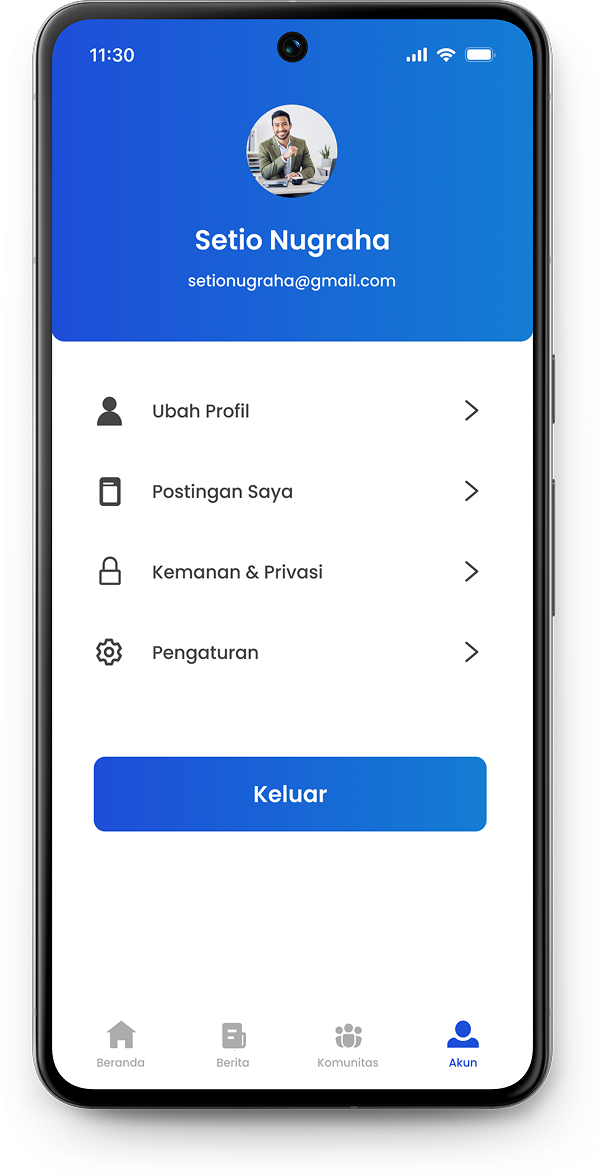 11:30
Setio Nugraha
setionugraha@gmail.com
Ubah Profil
Postingan Saya
Kemanan & Privasi
Pengaturan
Keluar
Beranda
Berita
Komunitas
Akun